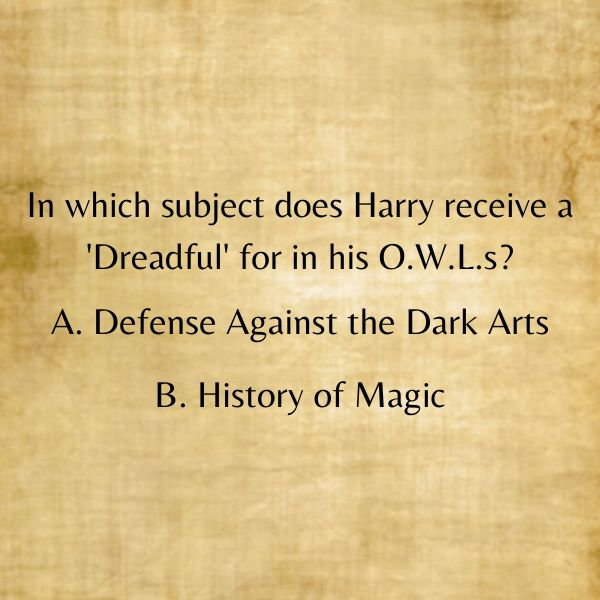 In which subject does Harry receive a
'Dreadful' for in his O.W.L.s?
A. Defense Against the Dark Arts
B. History of Magic